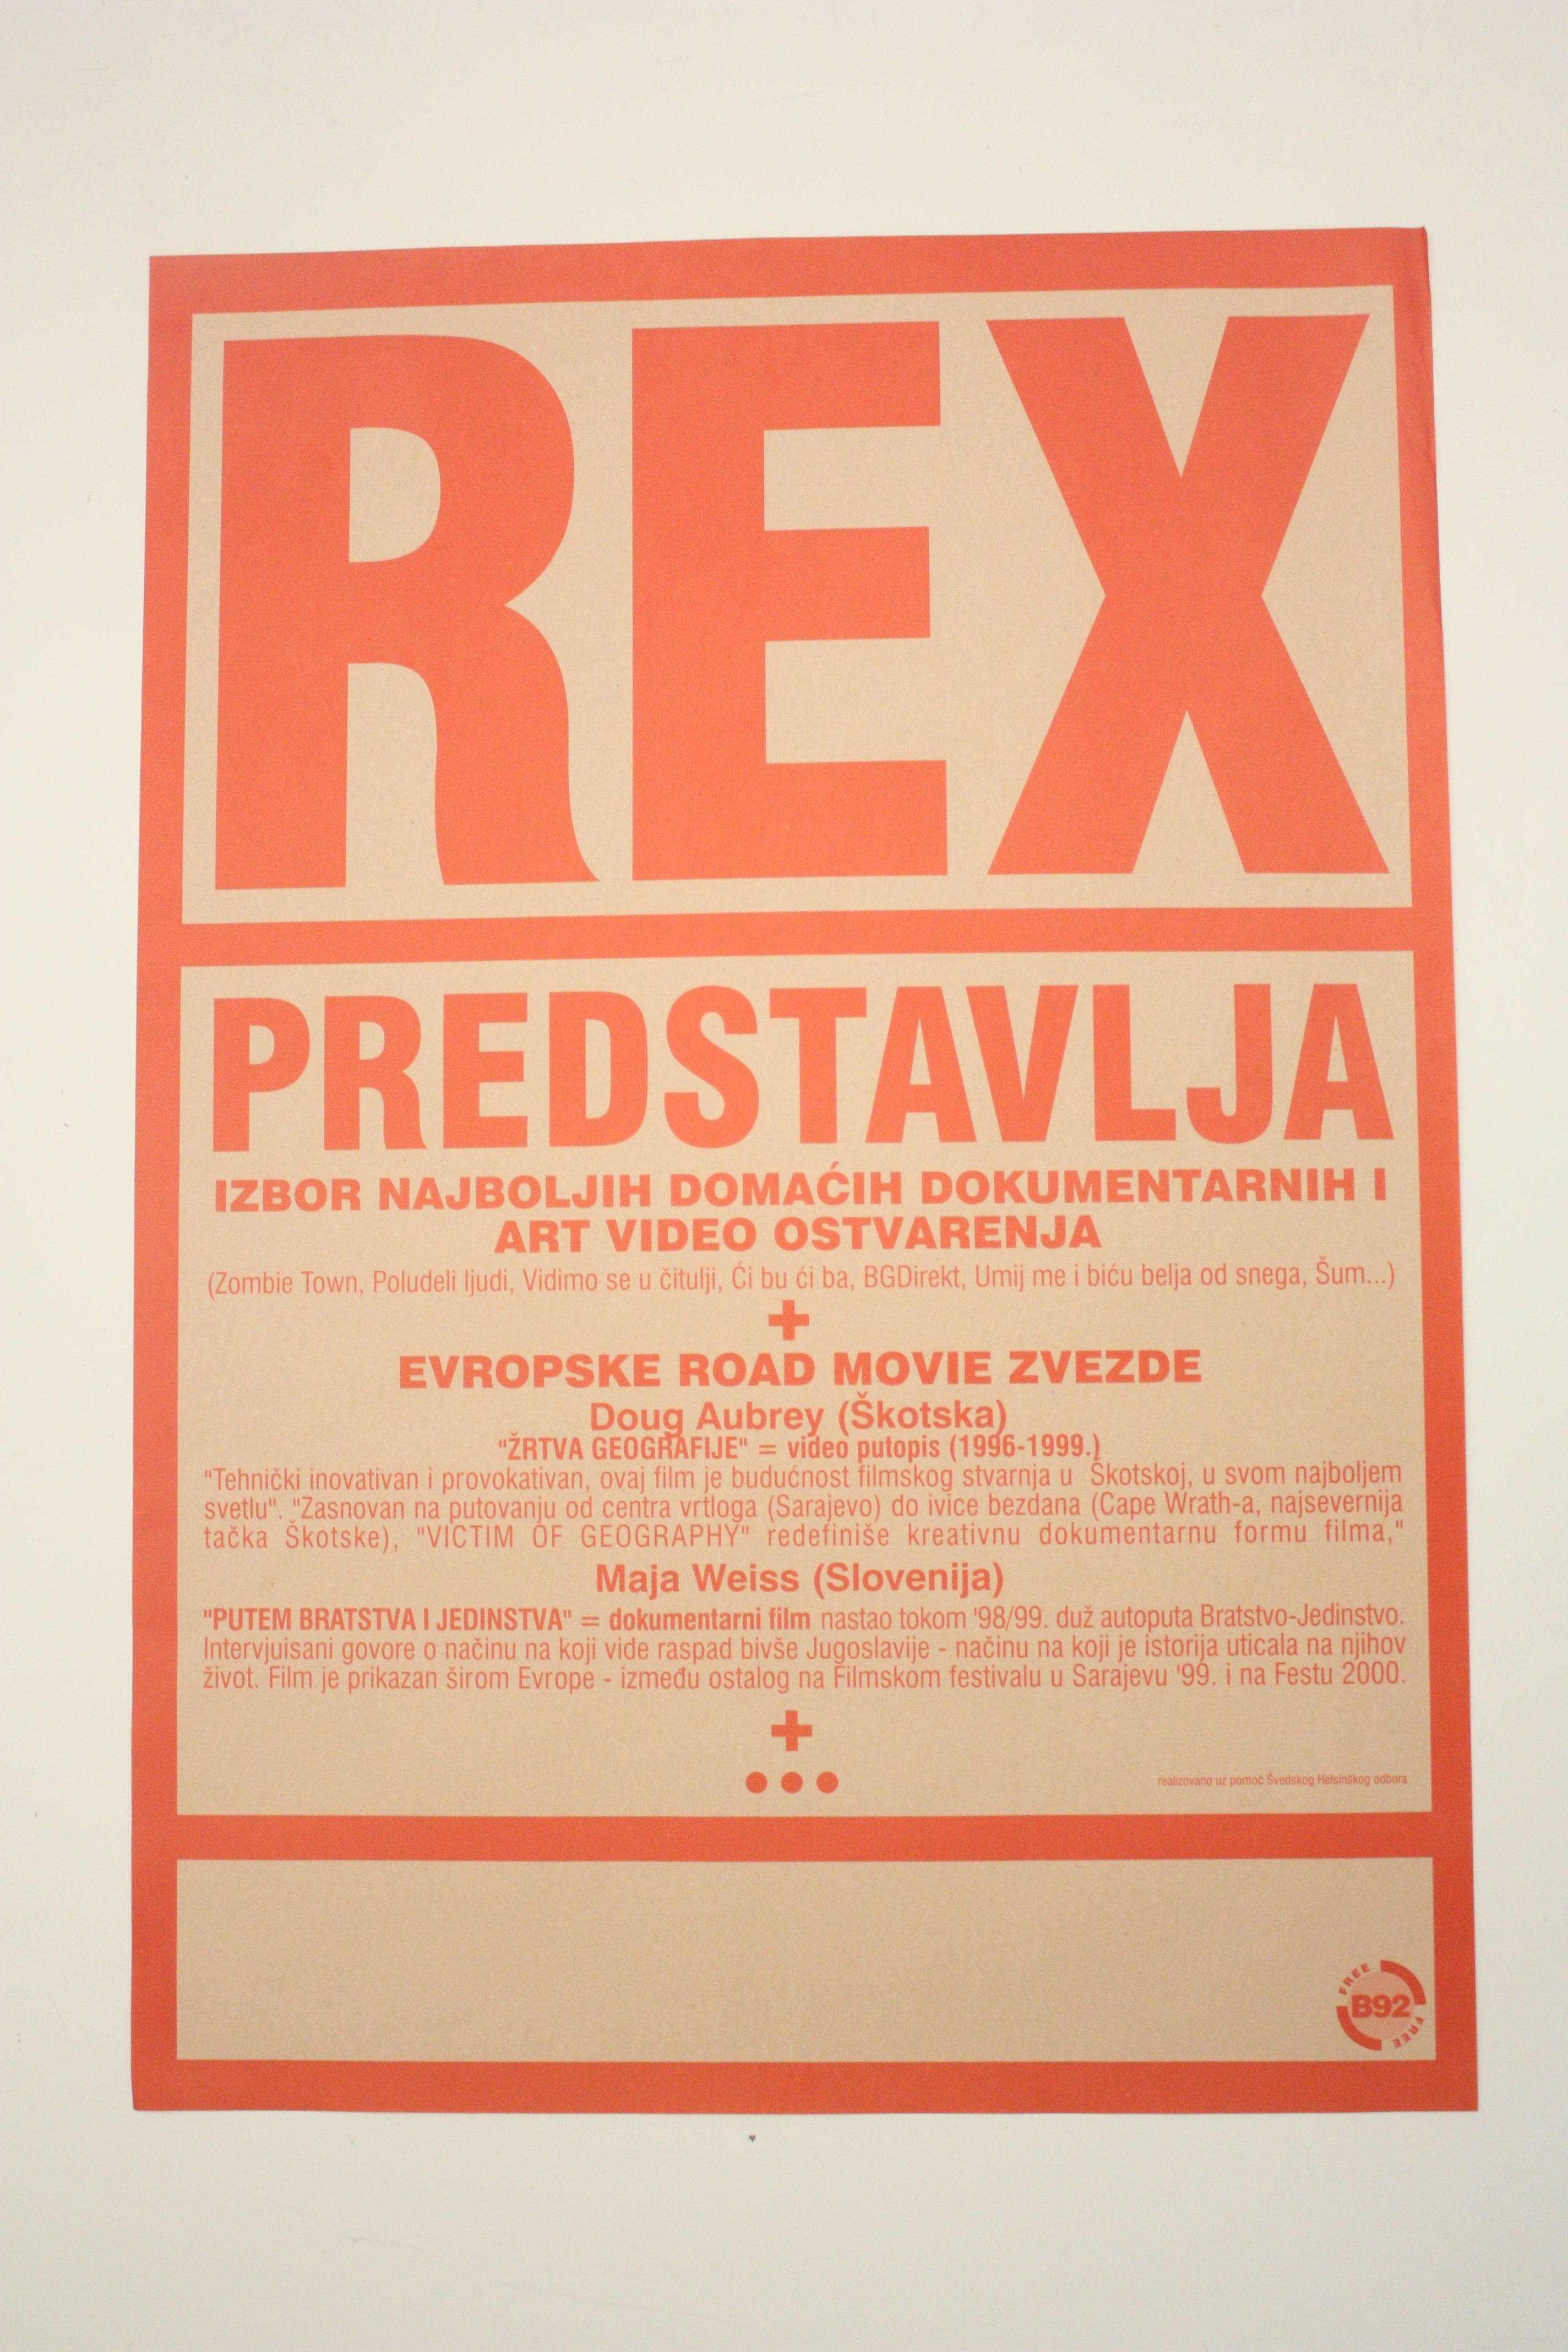 REX
PREDSTAVLJA
IZBOR NAJBOLJIH DOMAĆIH DOKUMENTARNIH I
ART VIDEO OSTVARENJA
(Zombie Town, Poludeli ljudi, Vidimo se u čitulji, Ći bu ći ba, BGDirekt, Umij me i biću belja od snega, Šum...)
+
EVROPSKE ROAD MOVIE ZVEZDE
Doug Aubrey (Škotska)
"ŽRTVA GEOGRAFIJE" = video putopis (1996-1999.)
"Tehnički inovativan i provokativan, ovaj film je budućnost filmskog stvarnja u Škotskoj, u svom najboljem
svetlu". "Zasnovan na putovanju od centra vrtloga (Sarajevo) do ivice bezdana (Cape Wrath-a, najsevernija
tačka Škotske), "VICTIM OF GEOGRAPHY" redefiniše kreativnu dokumentarnu formu filma,"
Maja Weiss (Slovenija)
"PUTEM BRATSTVA I JEDINSTVA" = dokumentarni film nastao tokom '98/99. duž autoputa Bratstvo-Jedinstvo.
Intervjuisani govore o načinu na koji vide raspad bivše Jugoslavije - načinu na koji je istorija uticala na njihov
život. Film je prikazan širom Evrope - između ostalog na Filmskom festivalu u Sarajevu '99. i na Festu 2000.
+
•••
realizovano uz pomoć Švedskog Helsinškog odbora
FREE
B92
FREE